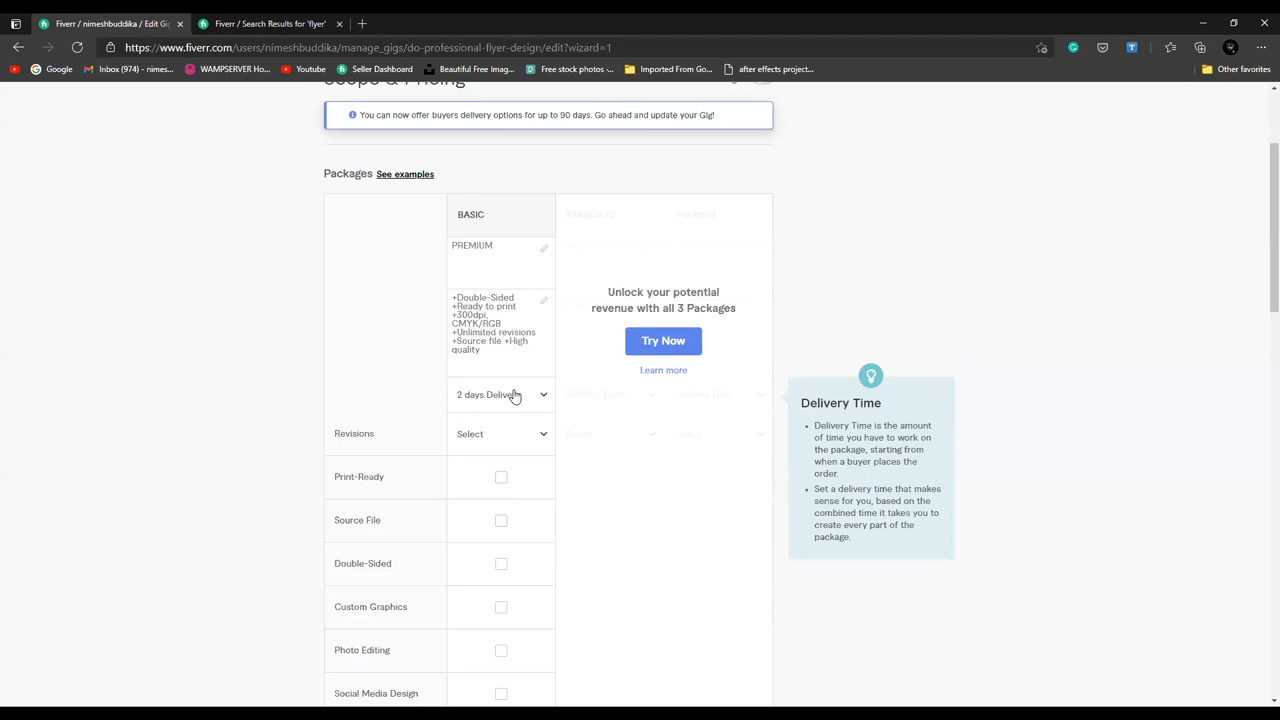 Fiverr / nimeshbuddika / Edit Gi
Fiverr / Search Results for 'flyer'
https://www.fiverr.com/users/nimeshbuddika/manage_gigs/do-professional-flyer-design/edit?wizard=1
Google
Inbox (974) - nimes...
WAMPSERVER Ho...
Youtube
Seller Dashboard
Beautiful Free Imag...
Free stock photos -...
Imported From Go...
after effects project...
Other favorites
Scope & Pricing
You can now offer buyers delivery options for up to 90 days. Go ahead and update your Gig!
Packages See examples
BASIC
STANDARD
PREMIUM
PREMIUM
+Double-Sided
+Ready to print
+300dpi,
CMYK/RGB
+Unlimited revisions
+Source file +High
quality
Unlock your potential
revenue with all 3 Packages
Try Now
Learn more
2 days Delivery
Delivery Time
Delivery Time
Revisions
Select
Select
Select
Print-Ready
Source File
Double-Sided
Custom Graphics
Photo Editing
Social Media Design
Delivery Time
• Delivery Time is the amount
of time you have to work on
the package, starting from
when a buyer places the
order.
• Set a delivery time that makes
sense for you, based on the
combined time it takes you to
create every part of the
package.